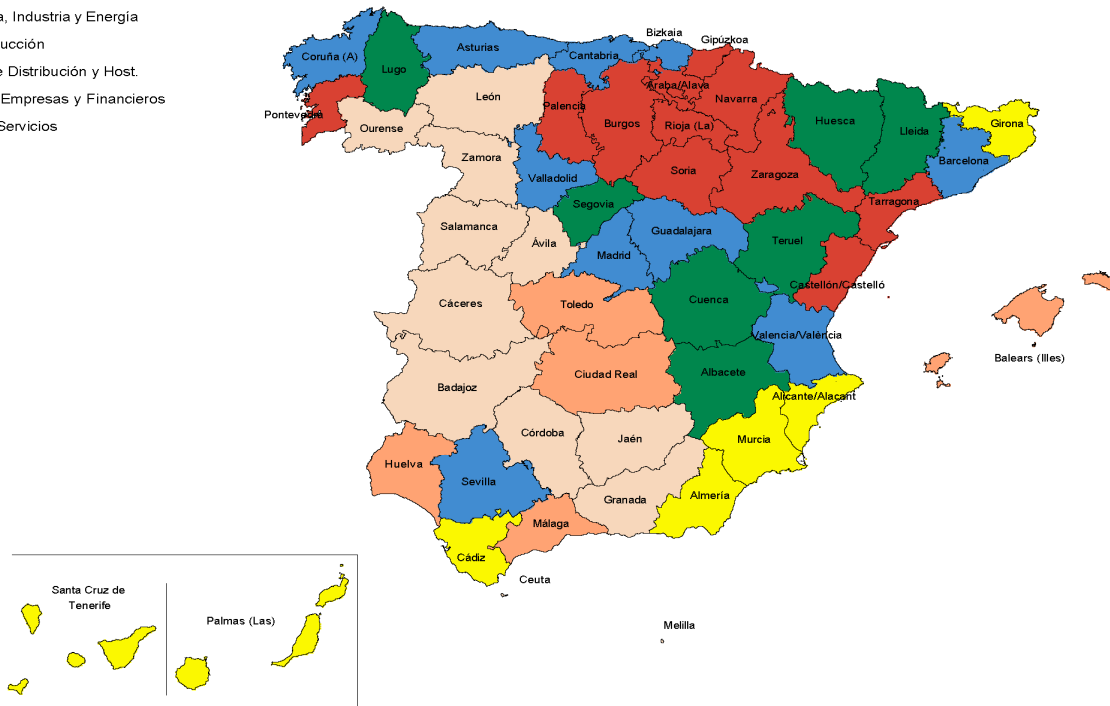 a, Industria y Energía
ucción
e Distribución y Host.
Empresas y Financieros
Servicios
Bizkaia
Gipúzkoa
Asturias
Cantabria
Coruña (A)
Lugo
Araba/Alava
León
Palencia
Navarra
Pontevedra
Ourense
Burgos
Rioja (La)
Huesca
Lleida
Girona
Zamora
Barcelona
Valladolid
Soria
Zaragoza
Segovia
Tarragona
Salamanca
Ávila
Guadalajara
Teruel
Madrid
Castellón/Castelló
Cáceres
Toledo
Cuenca
Valencia/València
Balears (Illes)
Badajoz
Ciudad Real
Albacete
Alicante/Alacant
Córdoba
Jaén
Murcia
Huelva
Sevilla
Granada
Almería
Málaga
Cádiz
Ceuta
Santa Cruz de
Tenerife
Palmas (Las)
Melilla